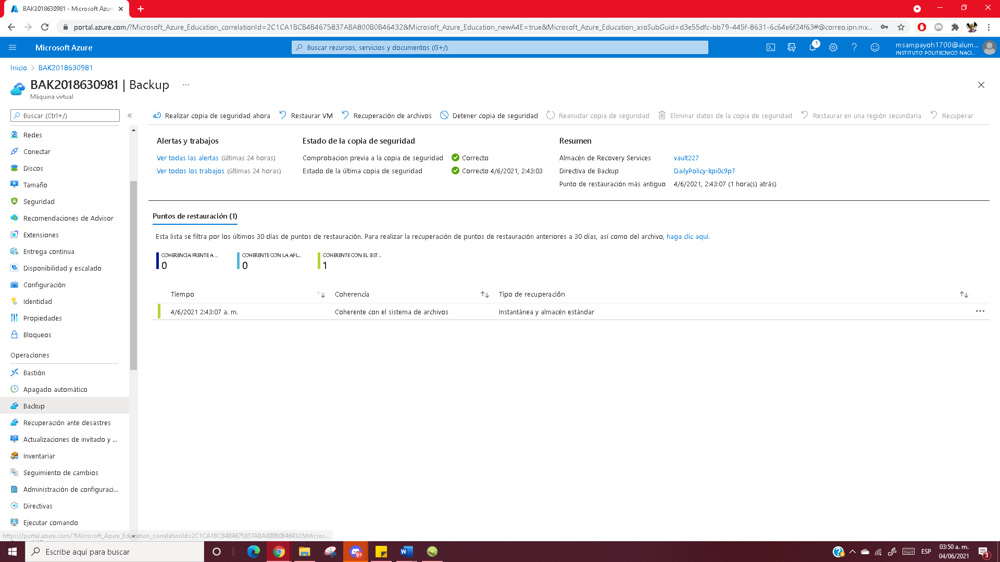 BAK2018630981 - Microsoft Azure
portal.azure.com/?Microsoft_Azure_Education_correlationId=2C1CA1BCB4B4675837ABA800B0B46432&Microsoft_Azure_Education_newA4E=true&Microsoft_Azure_Education_asoSubGuid=d3e55dfc-bb79-445f-8631-6c64e6f24f63#@correo.ipn.mx...
Microsoft Azure
Buscar recursos, servicios y documentos (G+/)
1
msampayoh1700@alum...
INSTITUTO POLITECNICO NACI...
Inicio > BAK2018630981
BAK2018630981 | Backup ...
Máquina virtual
Buscar (Ctrl+/)
«
Realizar copia de seguridad ahora
Restaurar VM
Recuperación de archivos
Detener copia de seguridad
Reanudar copia de seguridad
Eliminar datos de la copia de seguridad
Restaurar en una región secundaria
Recuperar
Redes
Conectar
Discos
Tamaño
Seguridad
Recomendaciones de Advisor
Extensiones
Entrega continua
Disponibilidad y escalado
Configuración
Identidad
Propiedades
Bloqueos
Operaciones
Bastión
Apagado automático
Backup
Recuperación ante desastres
Actualizaciones de invitado y ...
Inventariar
Seguimiento de cambios
Administración de configuraci...
Directivas
Ejecutar comando
Alertas y trabajos
Ver todas las alertas (últimas 24 horas)
Ver todos los trabajos (últimas 24 horas)
Estado de la copia de seguridad
Comprobacion previa a la copia de seguridad Correcto
Estado de la última copia de seguridad Correcto 4/6/2021, 2:43:03
Resumen
Almacén de Recovery Services vault227
Directiva de Backup DailyPolicy-kpi0c9p7
Punto de restauración más antiguo 4/6/2021, 2:43:07 (1 hora(s) atrás)
Puntos de restauración (1)
Esta lista se filtra por los últimos 30 días de puntos de restauración. Para realizar la recuperación de puntos de restauración anteriores a 30 días, así como del archivo, haga clic aquí.
COHERENCIA FRENTE A ...
0
COHERENTE CON LA APL...
0
COHERENTE CON EL SIST...
1
Tiempo Coherencia Tipo de recuperación
4/6/2021 2:43:07 a. m. Coherente con el sistema de archivos Instantánea y almacén estándar ...
https://portal.azure.com/?Microsoft_Azure_Education_correlationId=2C1CA1BCB4B4675837ABA800B0B46432&Micros...
Escribe aquí para buscar
9+
ESP
03:50 a. m.
04/06/2021
3